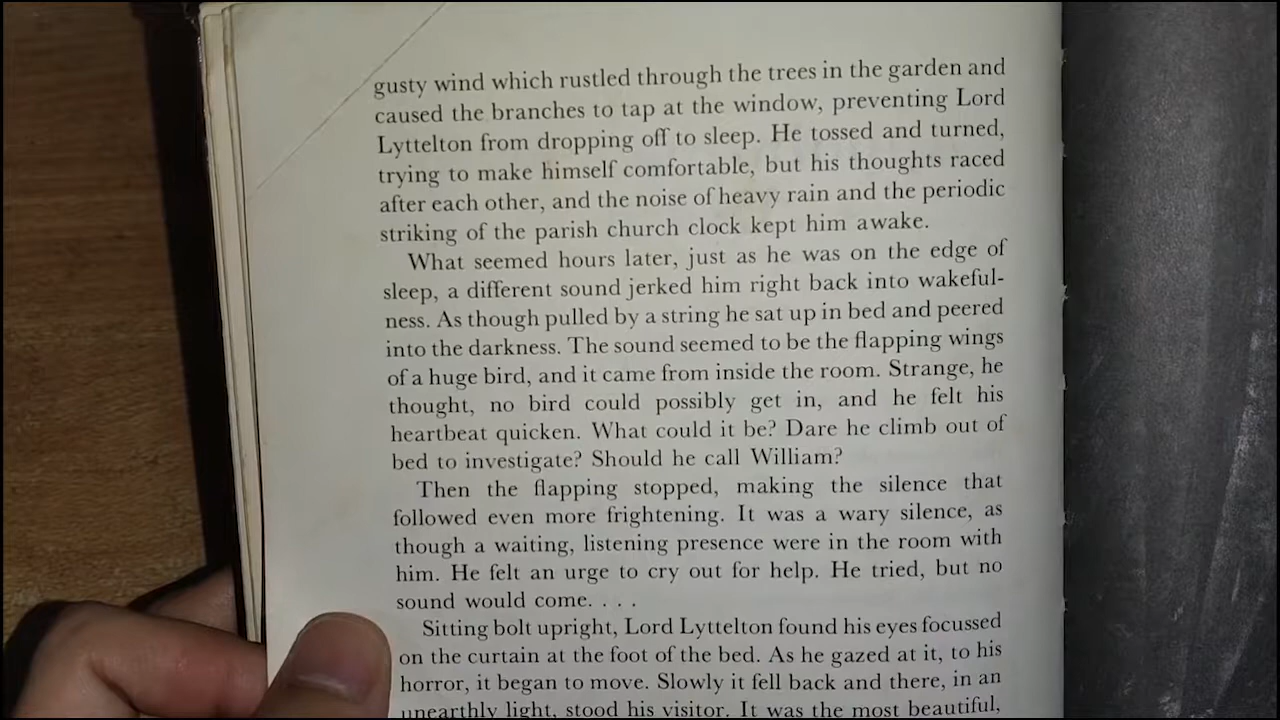 gusty wind which rustled through the trees in the garden and
caused the branches to tap at the window, preventing Lord
Lyttelton from dropping off to sleep. He tossed and turned,
trying to make himself comfortable, but his thoughts raced
after each other, and the noise of heavy rain and the periodic
striking of the parish church clock kept him awake.
What seemed hours later, just as he was on the edge of
sleep, a different sound jerked him right back into wakeful-
ness. As though pulled by a string he sat up in bed and peered
into the darkness. The sound seemed to be the flapping wings
of a huge bird, and it came from inside the room. Strange, he
thought, no bird could possibly get in, and he felt his
heartbeat quicken. What could it be? Dare he climb out of
bed to investigate? Should he call William?
Then the flapping stopped, making the silence that
followed even more frightening. It was a wary silence, as
though a waiting, listening presence were in the room with
him. He felt an urge to cry out for help. He tried, but no
sound would come. . . .
Sitting bolt upright, Lord Lyttelton found his eyes focussed
on the curtain at the foot of the bed. As he gazed at it, to his
horror, it began to move. Slowly it fell back and there, in an
unearthly light, stood his visitor. It was the most beautiful,